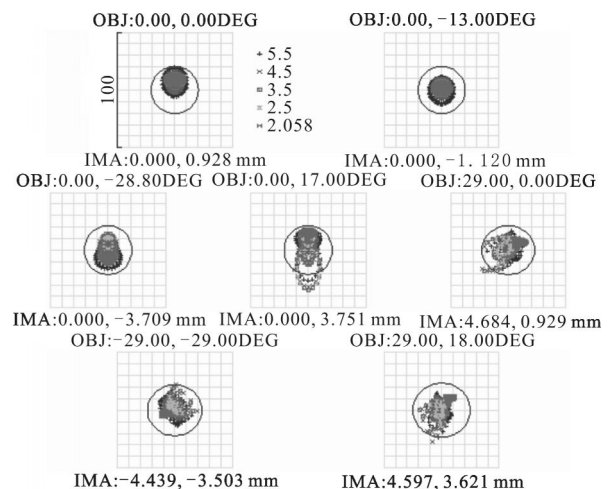 OBJ:0.00, 0.00DEG
OBJ:0.00, −13.00DEG
100
+ 5.5
× 4.5
3.5
2.5
2.058
IMA:0.000, 0.928 mm
IMA:0.000, −1.120 mm
OBJ:0.00, −28.80DEG
OBJ:0.00, 17.00DEG
OBJ:29.00, 0.00DEG
IMA:0.000, −3.709 mm
IMA:0.000, 3.751 mm
IMA:4.684, 0.929 mm
OBJ:−29.00, −29.00DEG
OBJ:29.00, 18.00DEG
IMA:−4.439, −3.503 mm
IMA:4.597, 3.621 mm